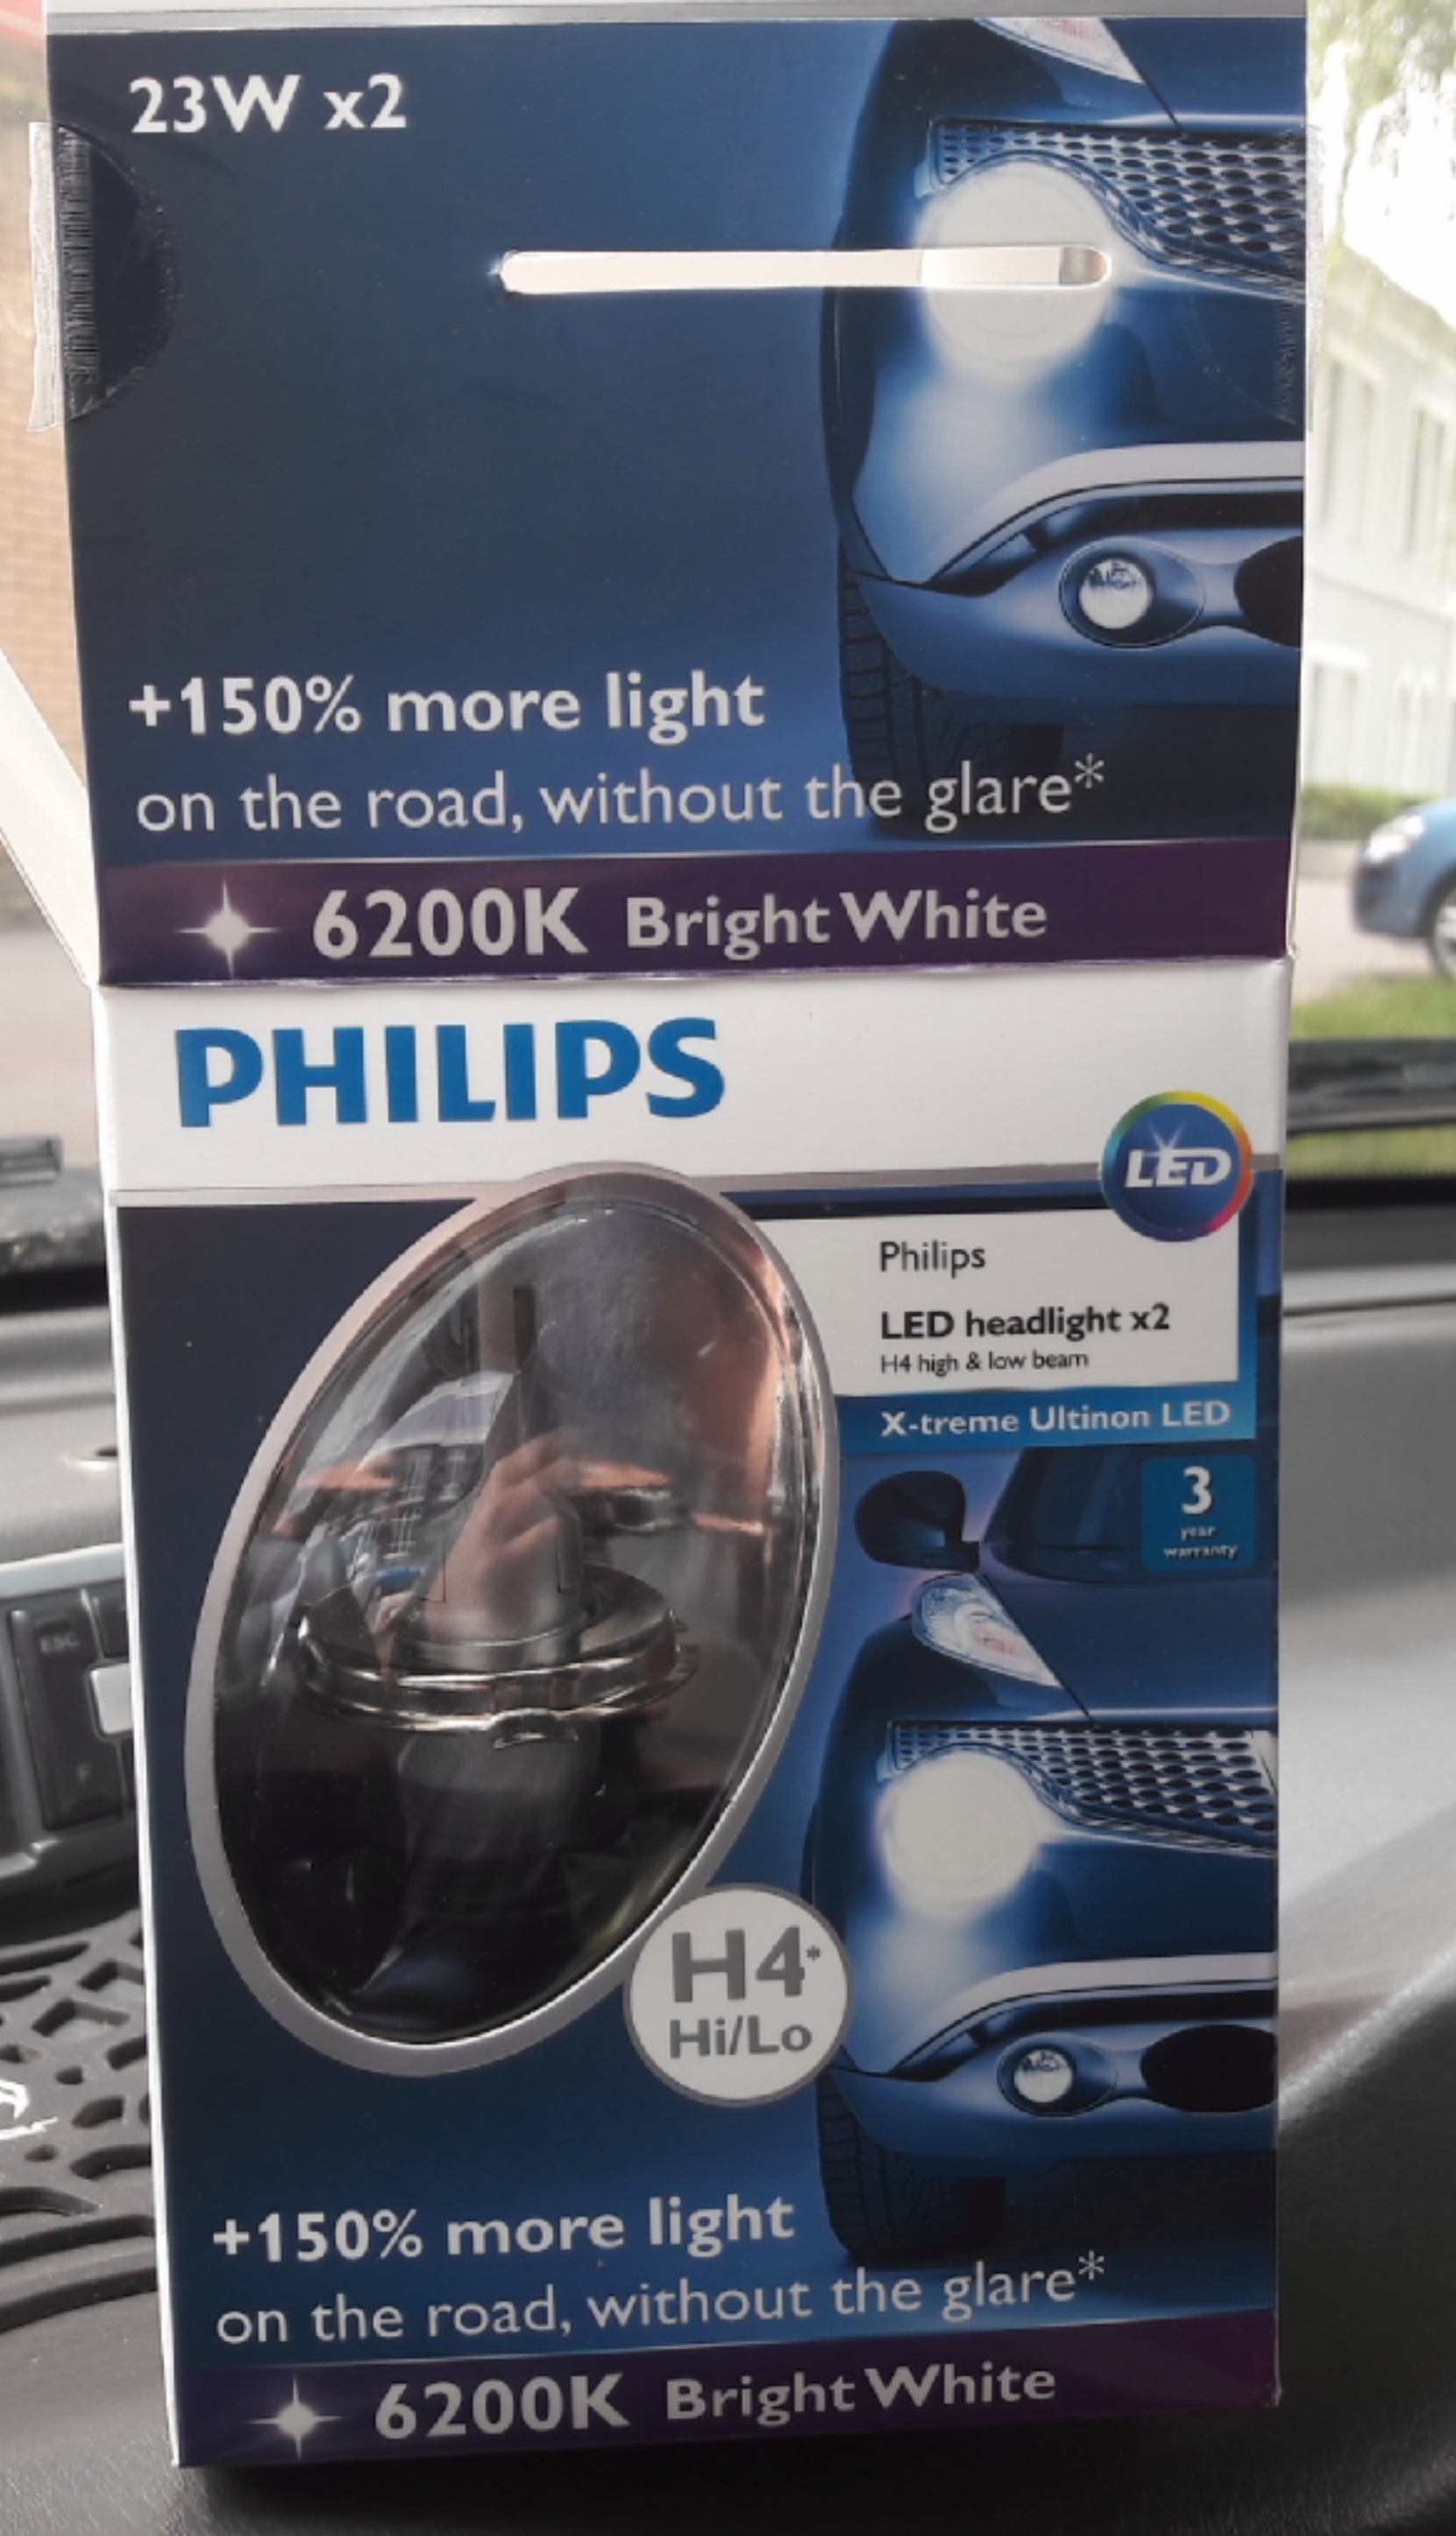 23W x2
+150% more light
on the road, without the glare*
6200K Bright White
PHILIPS
LED
Philips
LED headlight x2
H4 high & low beam
X-treme Ultinon LED
3
year
warranty
ESC
F
H4*
Hi/Lo
+150% more light
on the road, without the glare*
6200K Bright White